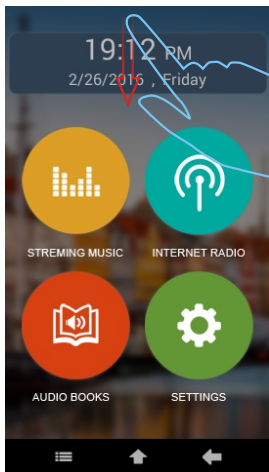 19:12 PM
2/26/2016 , Friday
STREMING MUSIC
INTERNET RADIO
AUDIO BOOKS
SETTINGS